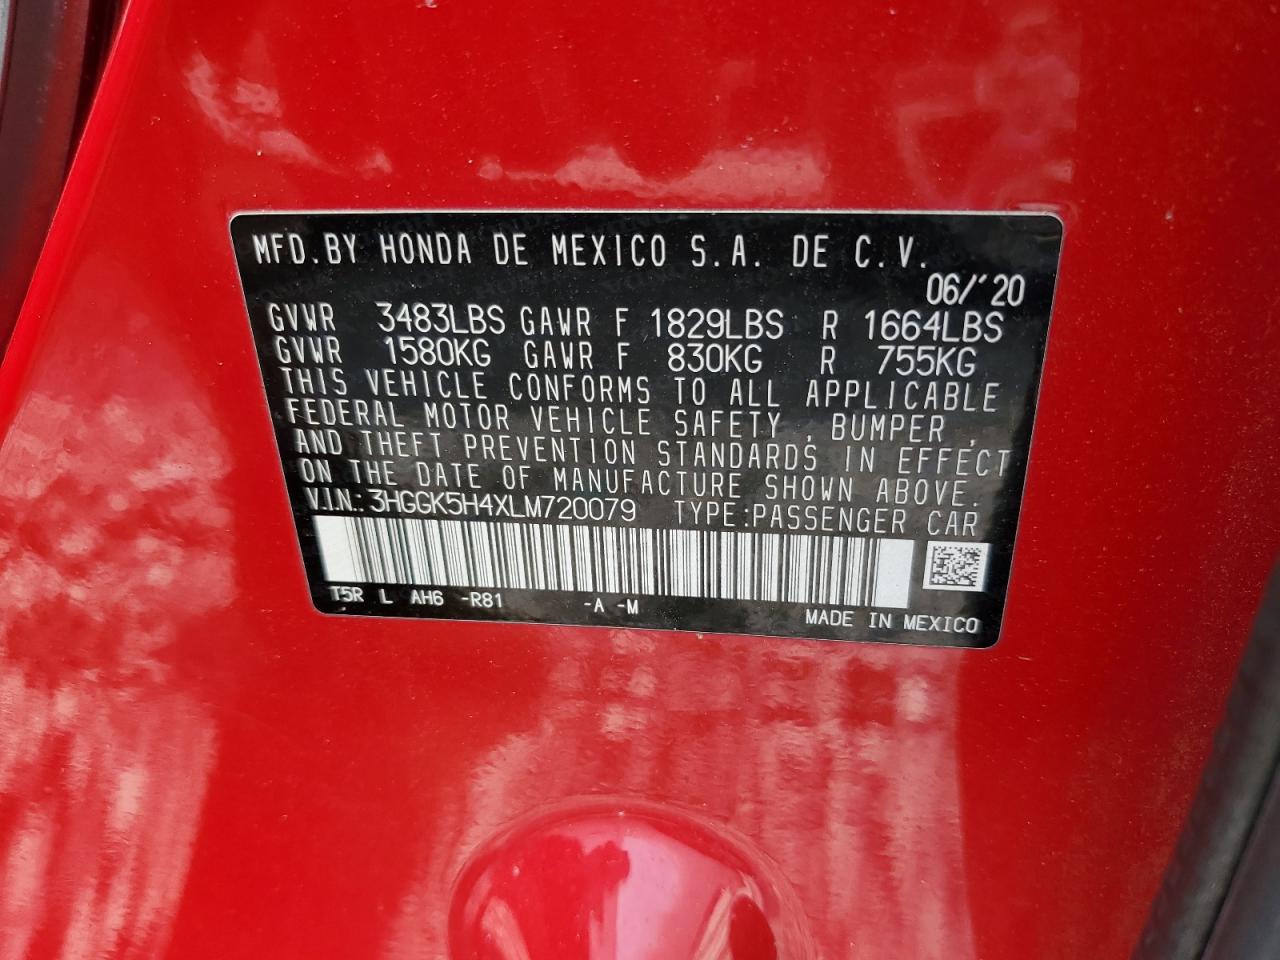 MFD.BY HONDA DE MEXICO S.A. DE C.V.
06/'20
GVWR 3483LBS GAWR F 1829LBS R 1664LBS
GVWR 1580KG GAWR F 830KG R 755KG
THIS VEHICLE CONFORMS TO ALL APPLICABLE
FEDERAL MOTOR VEHICLE SAFETY , BUMPER ,
AND THEFT PREVENTION STANDARDS IN EFFECT
ON THE DATE OF MANUFACTURE SHOWN ABOVE.
V.I.N.: 3HGGK5H4XLM720079 TYPE:PASSENGER CAR
T5R L AH6 -R81 -A -M
MADE IN MEXICO